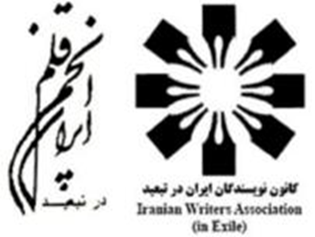 انجمن قلم ایران
در تبعید
کانون نویسندگان ایران در تبعید
Iranian Writers Association
(in Exile)